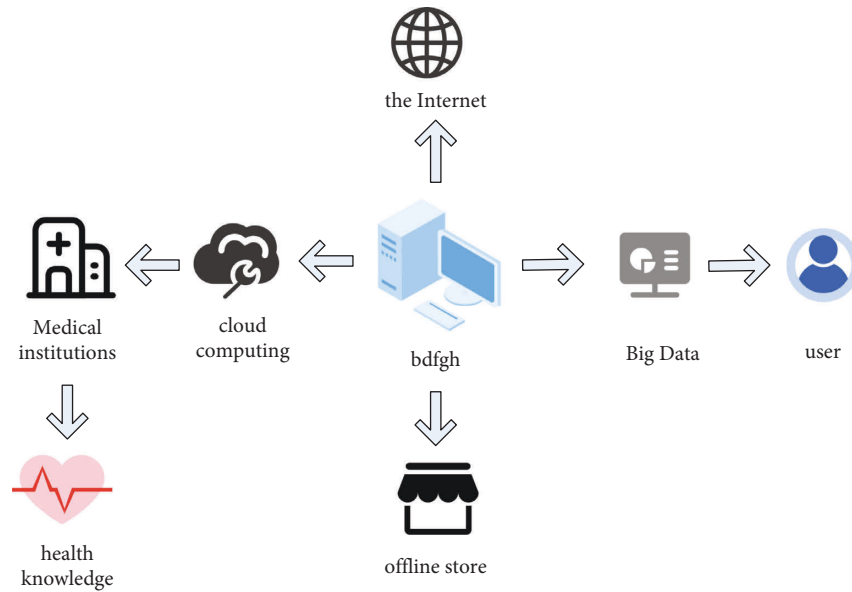 the Internet
Medical
institutions
cloud
computing
bdfgh
Big Data
user
health
knowledge
offline store